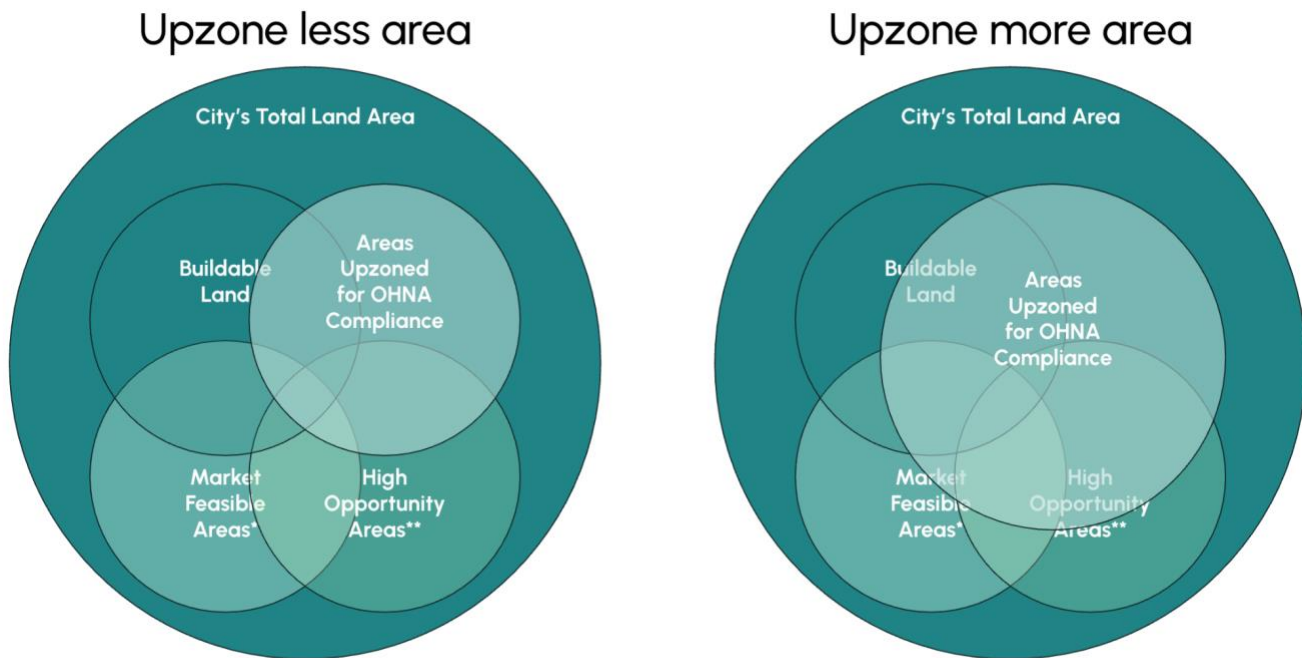 Upzone less area
City's Total Land Area
Buildable
Land
Areas
Upzoned
for OHNA
Compliance
Market
Feasible
Areas*
High
Opportunity
Areas**
Upzone more area
City's Total Land Area
Buildable
Land
Areas
Upzoned
for OHNA
Compliance
Market
Feasible
Areas*
High
Opportunity
Areas**